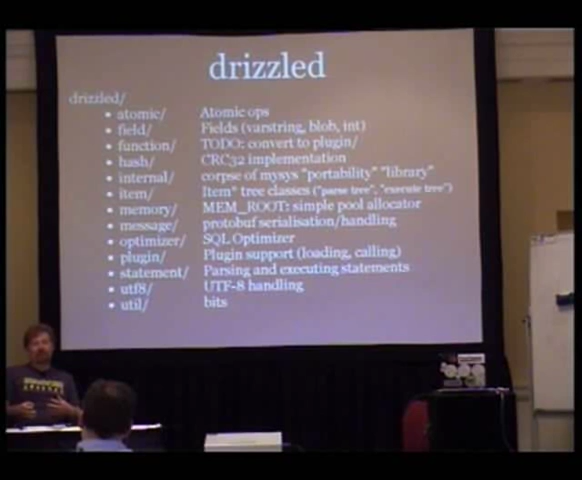 drizzled
drizzled/
• atomic/ Atomic ops
• field/ Fields (varstring, blob, int)
• function/ TODO: convert to plugin/
• hash/ CRC32 implementation
• internal/ corpse of mysys "portability" "library"
• item/ Item* tree classes ("parse tree", "execute tree")
• memory/ MEM_ROOT: simple pool allocator
• message/ protobuf serialisation/handling
• optimizer/ SQL Optimizer
• plugin/ Plugin support (loading, calling)
• statement/ Parsing and executing statements
• utf8/ UTF-8 handling
• util/ bits